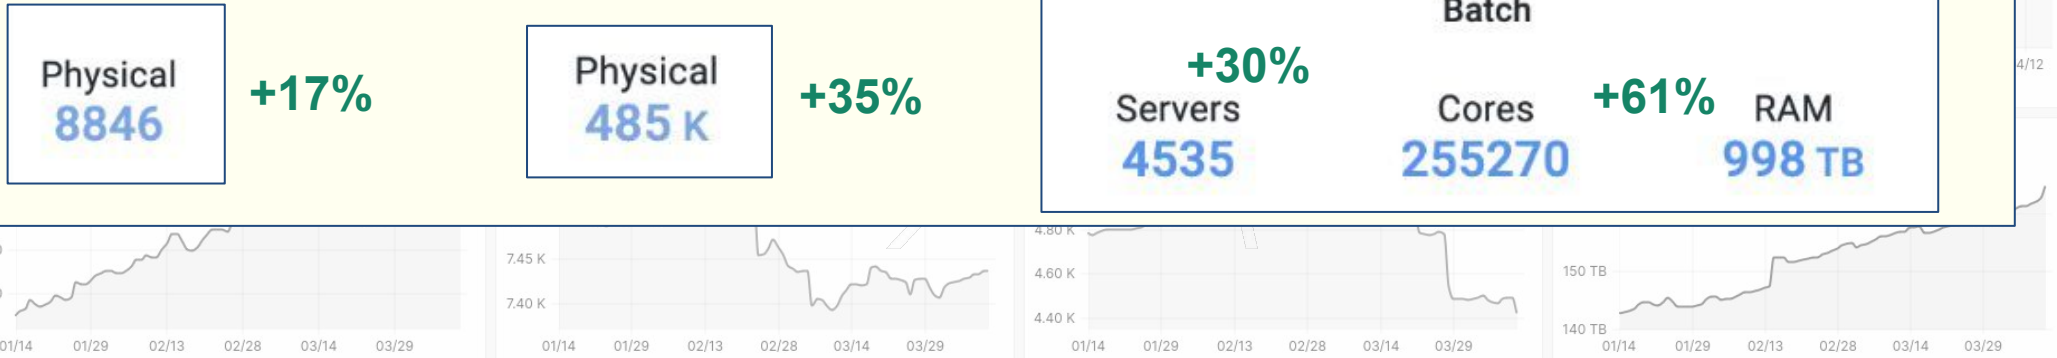 Batch
Physical
8846
+17%
Physical
485 K
+35%
+30%
Servers
4535
Cores
255270
+61%
RAM
998 TB
4/12
7.45 K
7.40 K
4.80 K
4.60 K
4.40 K
150 TB
140 TB
01/14 01/29 02/13 02/28 03/14 03/29
01/14 01/29 02/13 02/28 03/14 03/29
01/14 01/29 02/13 02/28 03/14 03/29
01/14 01/29 02/13 02/28 03/14 03/29